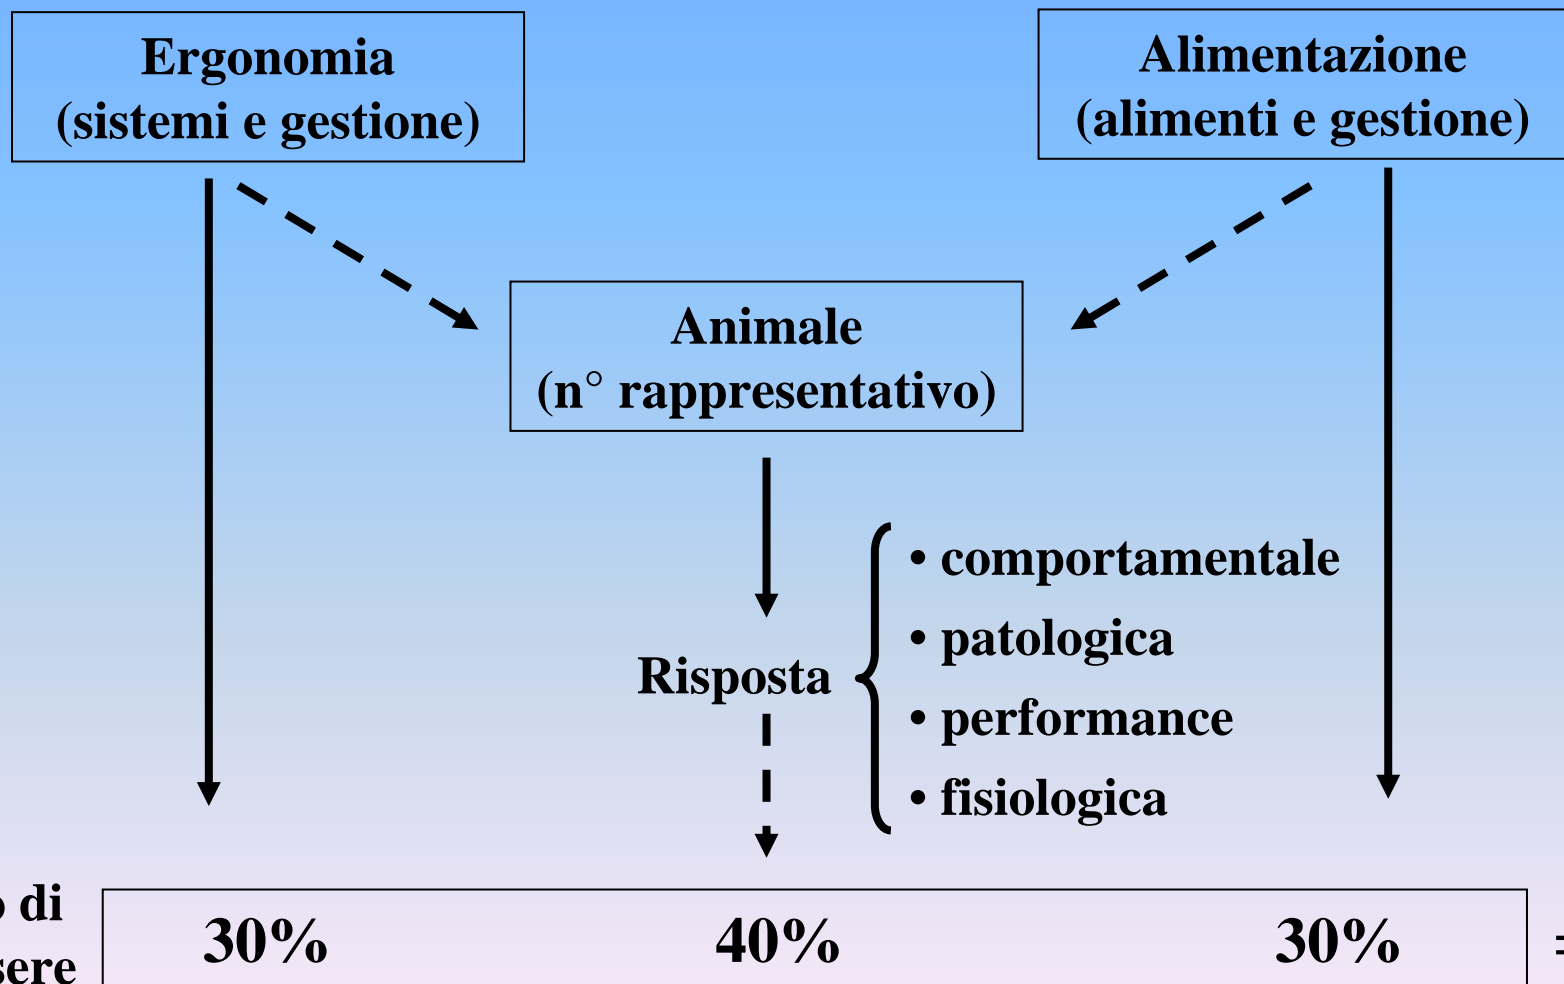 Ergonomia
(sistemi e gestione)
Alimentazione
(alimenti e gestione)
Animale
(n° rappresentativo)
Risposta
• comportamentale
• patologica
• performance
• fisiologica
di
30% 40% 30%